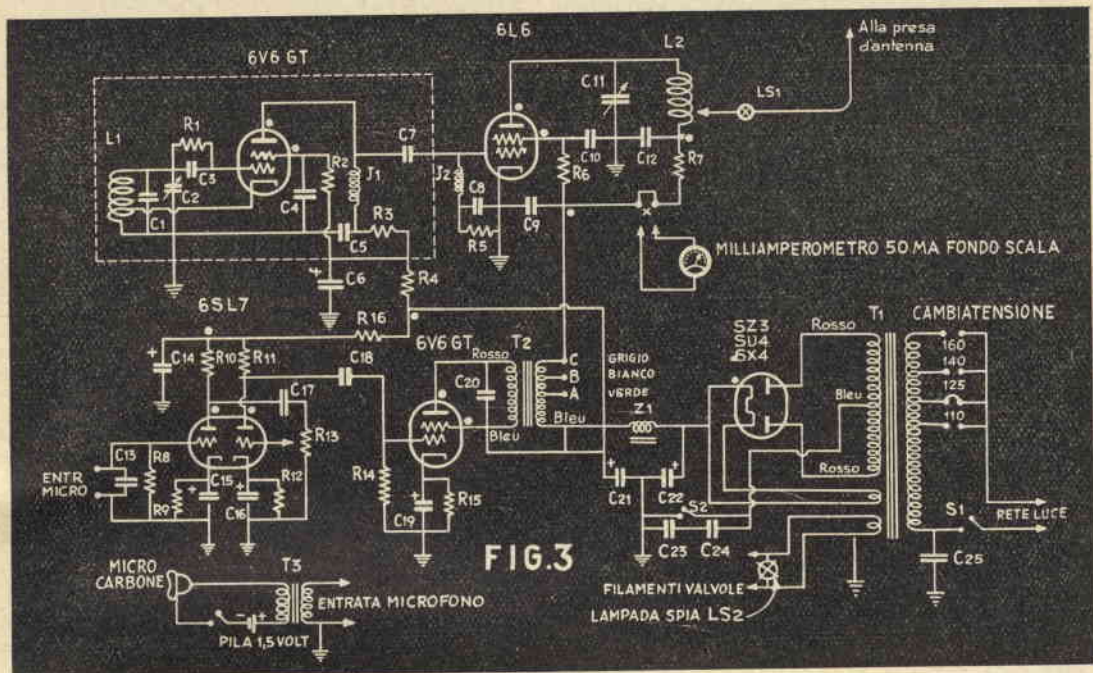 6V6 GT
6L6
L2
Alla presa
d'antenna
LS1
C11
L1
R1
C3
C2
C1
R2
C4
J1
C5
R3
C7
J2
C8
R5
C9
C10
C12
R6
R7
C6
R4
MILLIAMPEROMETRO 50 MA FONDO SCALA
6SL7
R16
C14
R10
R11
C18
6V6 GT
Rosso
T2
C20
Bleu
C
B
A
GRIGIO
BIANCO
VERDE
Bleu
Z1
5Z3
5U4
5X4
Rosso
T1
CAMBIATENSIONE
160
140
125
110
Bleu
Rosso
C17
R13
ENTR
MICRO
C13
R8
R9
C15
C16
R12
R14
C19
R15
C21
C22
S2
C23
C24
S1
RETE LUCE
C25
FIG.3
MICRO
CARBONE
T3
ENTRATA MICROFONO
PILA 1,5 VOLT
FILAMENTI VALVOLE
LAMPADA SPIA LS2